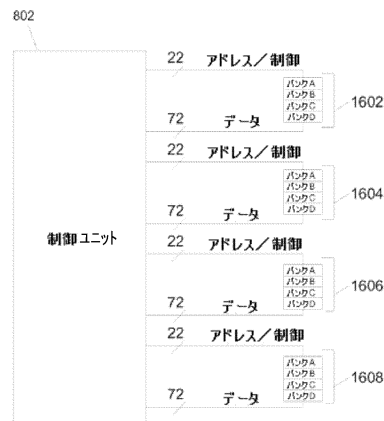 802
22 アドレス／制御
バンクA
バンクB
バンクC
バンクD
1602
72 データ
22 アドレス／制御
バンクA
バンクB
バンクC
バンクD
1604
72 データ
制御ユニット
22 アドレス／制御
バンクA
バンクB
バンクC
バンクD
1606
72 データ
22 アドレス／制御
バンクA
バンクB
バンクC
バンクD
1608
72 データ